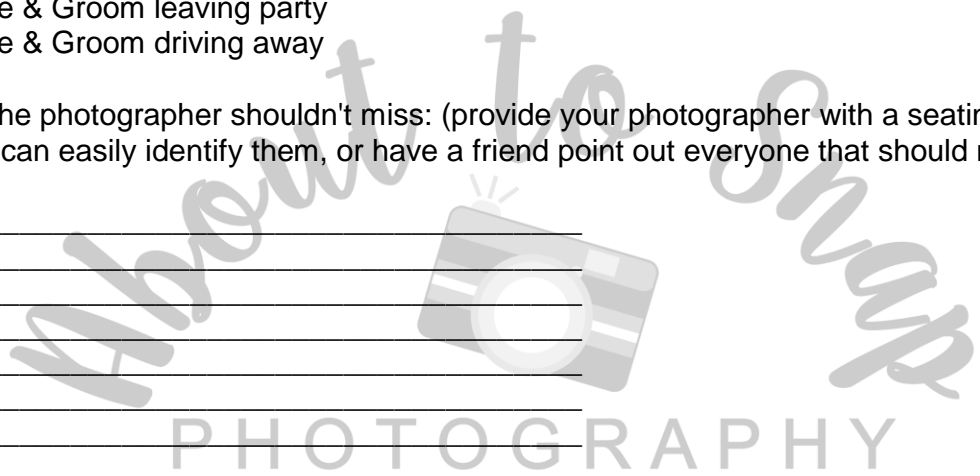 e & Groom leaving party
e & Groom driving away
he photographer shouldn't miss: (provide your photographer with a seatin
can easily identify them, or have a friend point out everyone that should
About to Snap
PHOTOGRAPHY